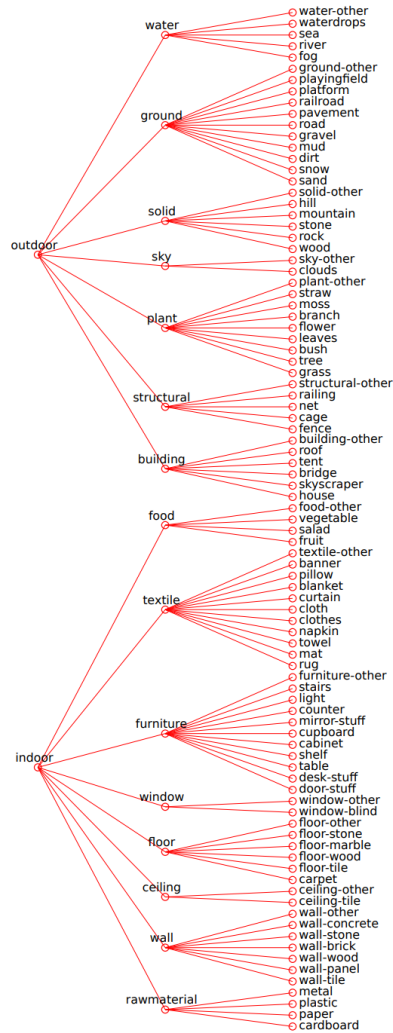 water-other
waterdrops
water
sea
river
fog
ground-other
playingfield
platform
railroad
pavement
ground
road
gravel
mud
dirt
snow
sand
solid-other
hill
solid
mountain
stone
rock
outdoor
wood
sky
sky-other
clouds
plant-other
straw
moss
branch
plant
flower
leaves
bush
tree
grass
structural-other
railing
structural
net
cage
fence
building-other
roof
building
tent
bridge
skyscraper
house
food-other
food
vegetable
salad
fruit
textile-other
banner
pillow
blanket
curtain
textile
cloth
clothes
napkin
towel
mat
rug
furniture-other
stairs
light
counter
furniture
mirror-stuff
cupboard
cabinet
indoor
shelf
table
desk-stuff
door-stuff
window
window-other
window-blind
floor-other
floor-stone
floor
floor-marble
floor-wood
floor-tile
carpet
ceiling
ceiling-other
ceiling-tile
wall-other
wall-concrete
wall
wall-stone
wall-brick
wall-wood
wall-panel
wall-tile
rawmaterial
metal
plastic
paper
cardboard